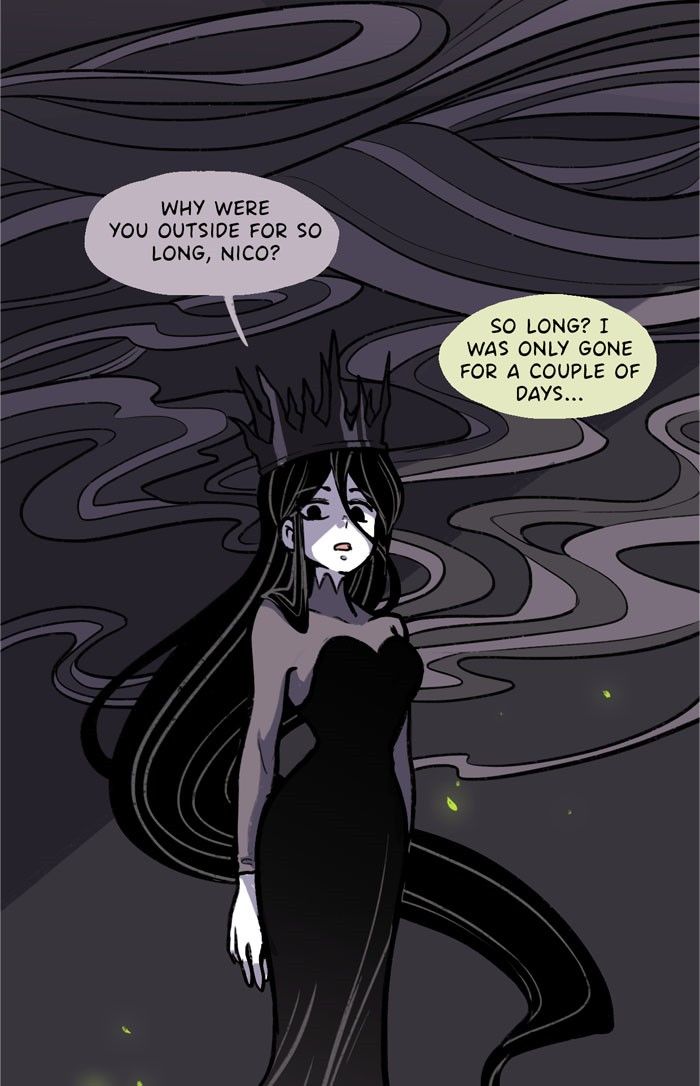 WHY WERE
YOU OUTSIDE FOR SO
LONG, NICO?
SO LONG? I
WAS ONLY GONE
FOR A COUPLE OF
DAYS...